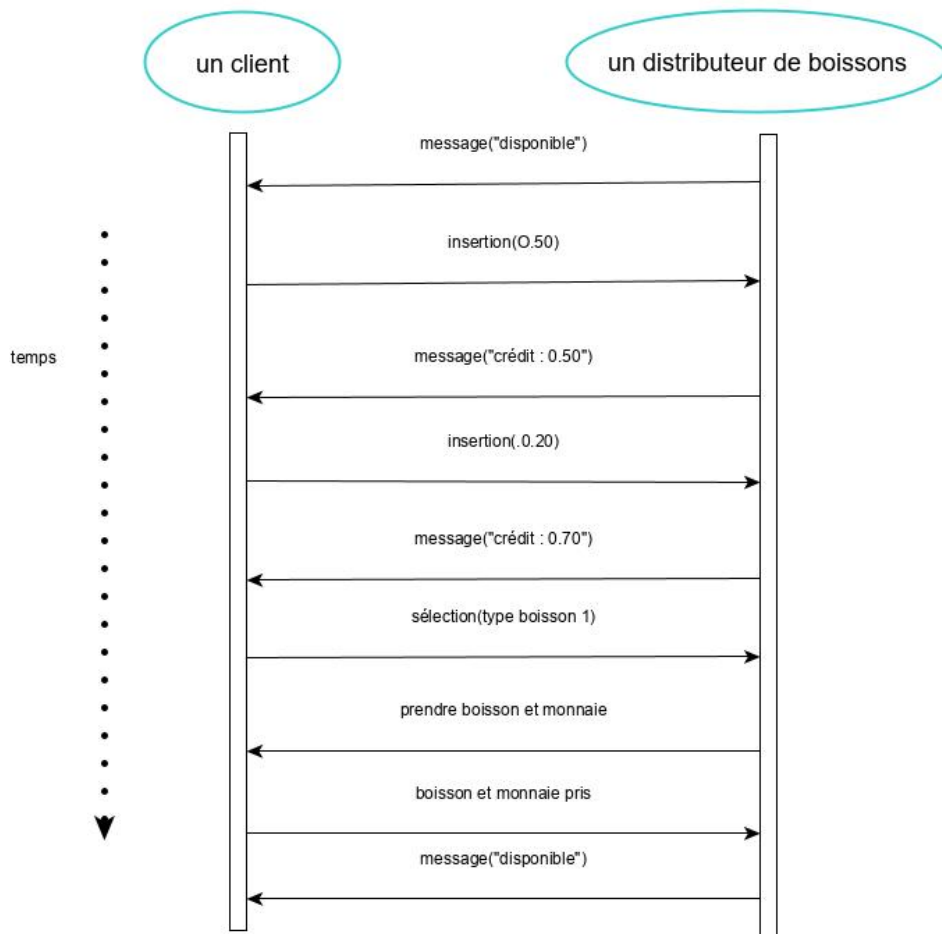 un client
un distributeur de boissons
message("disponible")
insertion(O.50)
temps
message("crédit : 0.50")
insertion(.0.20)
message("crédit : 0.70")
sélection(type boisson 1)
prendre boisson et monnaie
boisson et monnaie pris
message("disponible")